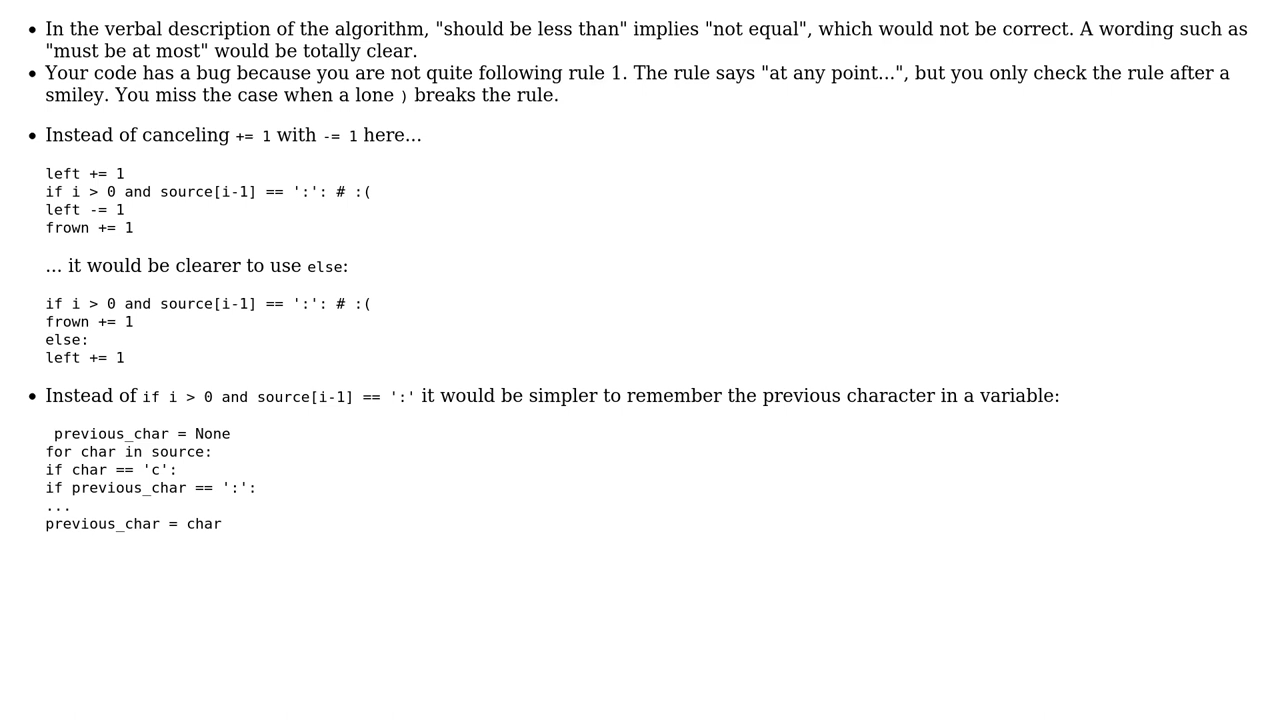 • In the verbal description of the algorithm, "should be less than" implies "not equal", which would not be correct. A wording such as
"must be at most" would be totally clear.
• Your code has a bug because you are not quite following rule 1. The rule says "at any point...", but you only check the rule after a
smiley. You miss the case when a lone ) breaks the rule.
• Instead of canceling += 1 with -= 1 here...
left += 1
if i > 0 and source[i-1] == ':': # :(
left -= 1
frown += 1
... it would be clearer to use else:
if i > 0 and source[i-1] == ':': # :(
frown += 1
else:
left += 1
• Instead of if i > 0 and source[i-1] == ':' it would be simpler to remember the previous character in a variable:
previous_char = None
for char in source:
if char == 'c':
if previous_char == ':':
...
previous_char = char